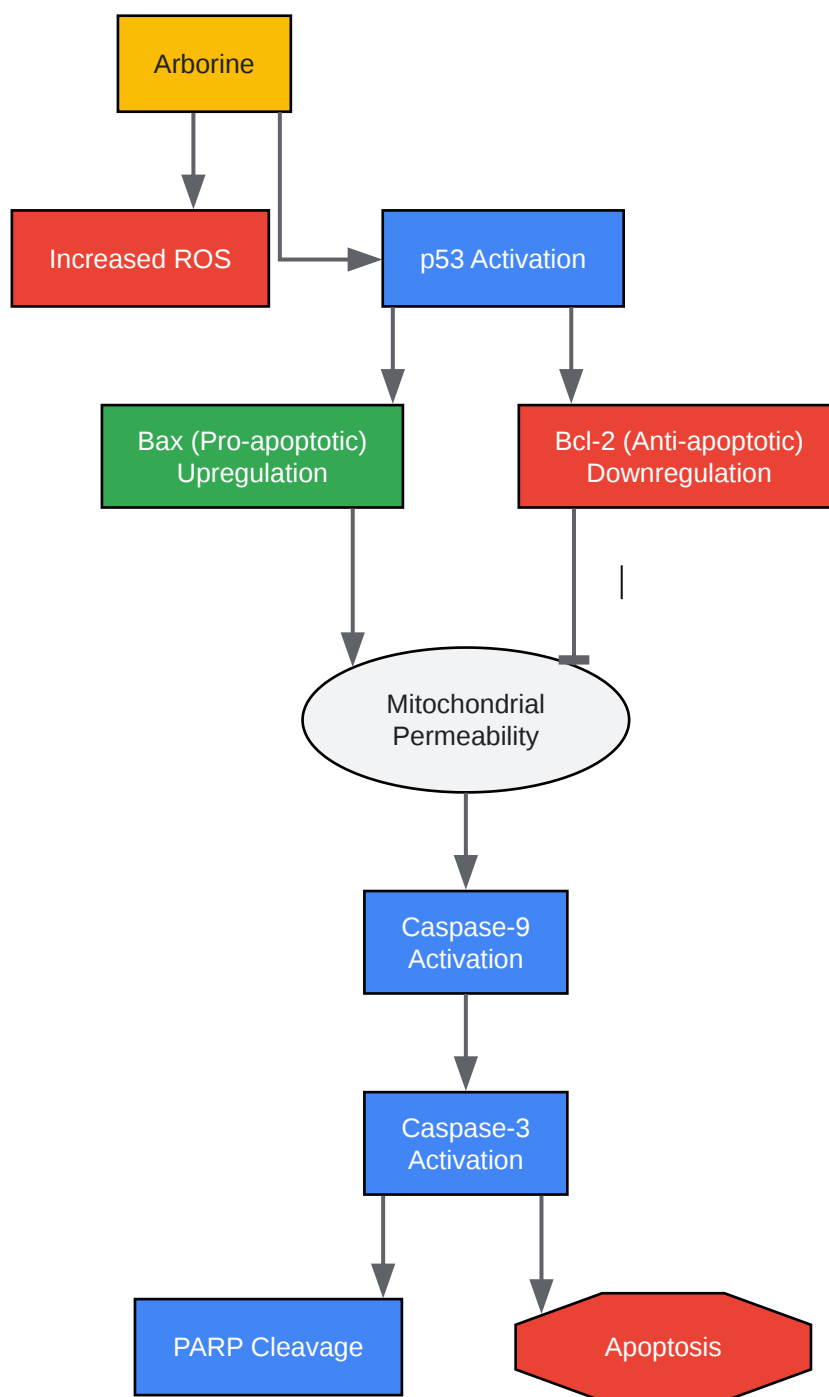 Arborine
Increased ROS
p53 Activation
Bax (Pro-apoptotic)
Upregulation
Bcl-2 (Anti-apoptotic)
Downregulation
|
Mitochondrial
Permeability
Caspase-9
Activation
Caspase-3
Activation
PARP Cleavage
Apoptosis